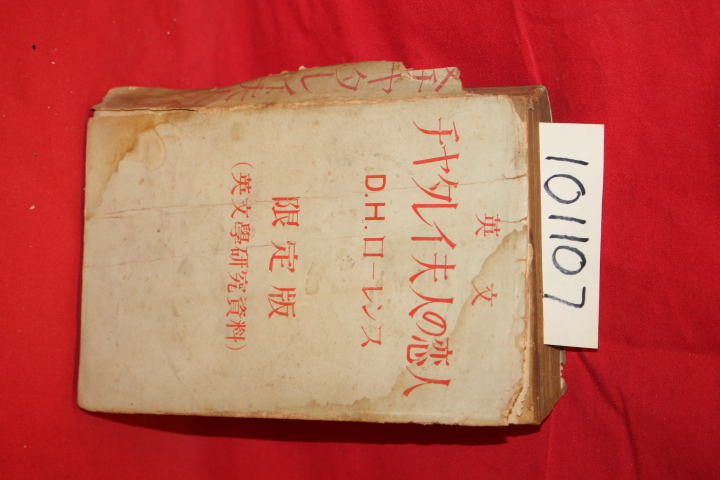 英文
チヤタレイ夫人の恋人
D.H.ローレンス
限定版
(英文學研究資料)
101107